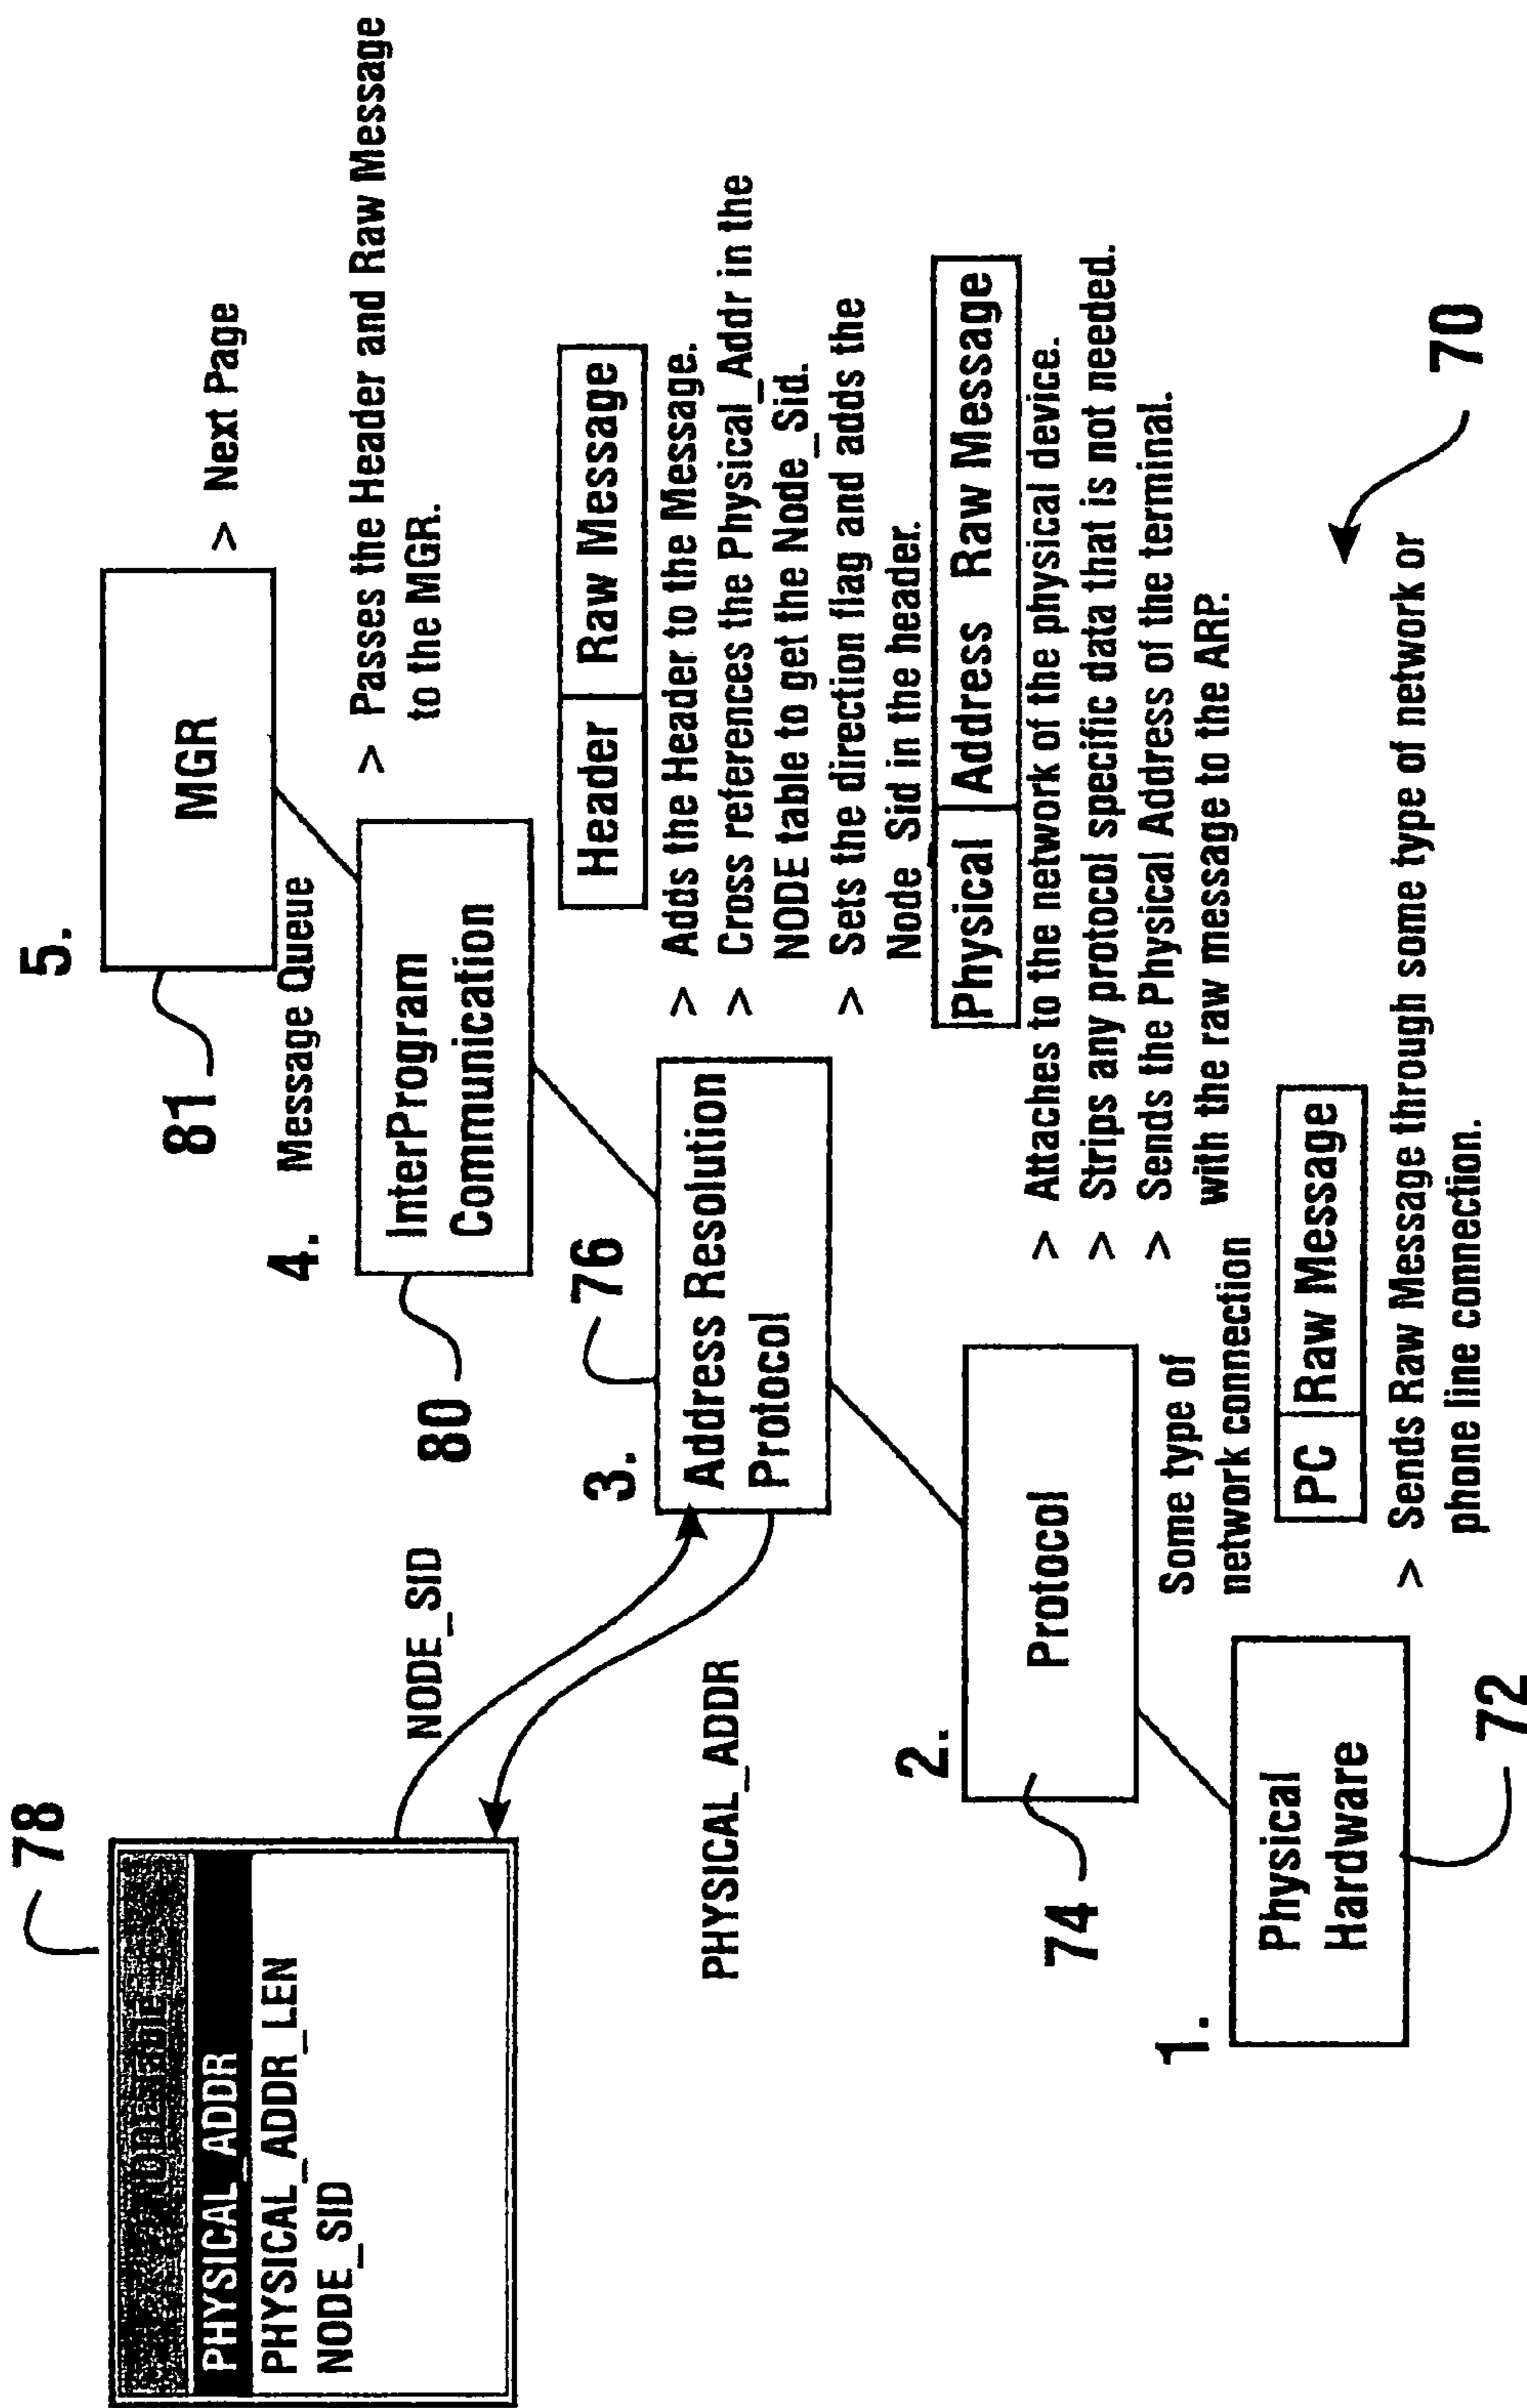 78
NODE Table
PHYSICAL_ADDR
PHYSICAL_ADDR_LEN
NODE_SID
NODE_SID
PHYSICAL_ADDR
5.
MGR
81
> Next Page
4.
Message Queue
InterProgram
Communication
80
> Passes the Header and Raw Message
to the MGR.
3.
76
Address Resolution
Protocol
Header Raw Message
> Adds the Header to the Message.
> Cross references the Physical_Addr in the
NODE table to get the Node_Sid.
> Sets the direction flag and adds the
Node_Sid in the header.
2.
Protocol
74
Physical Address Raw Message
> Attaches to the network of the physical device.
> Strips any protocol specific data that is not needed.
> Sends the Physical Address of the terminal.
with the raw message to the ARP.
Some type of
network connection
1.
Physical
Hardware
72
PC Raw Message
> Sends Raw Message through some type of network or
phone line connection.
70